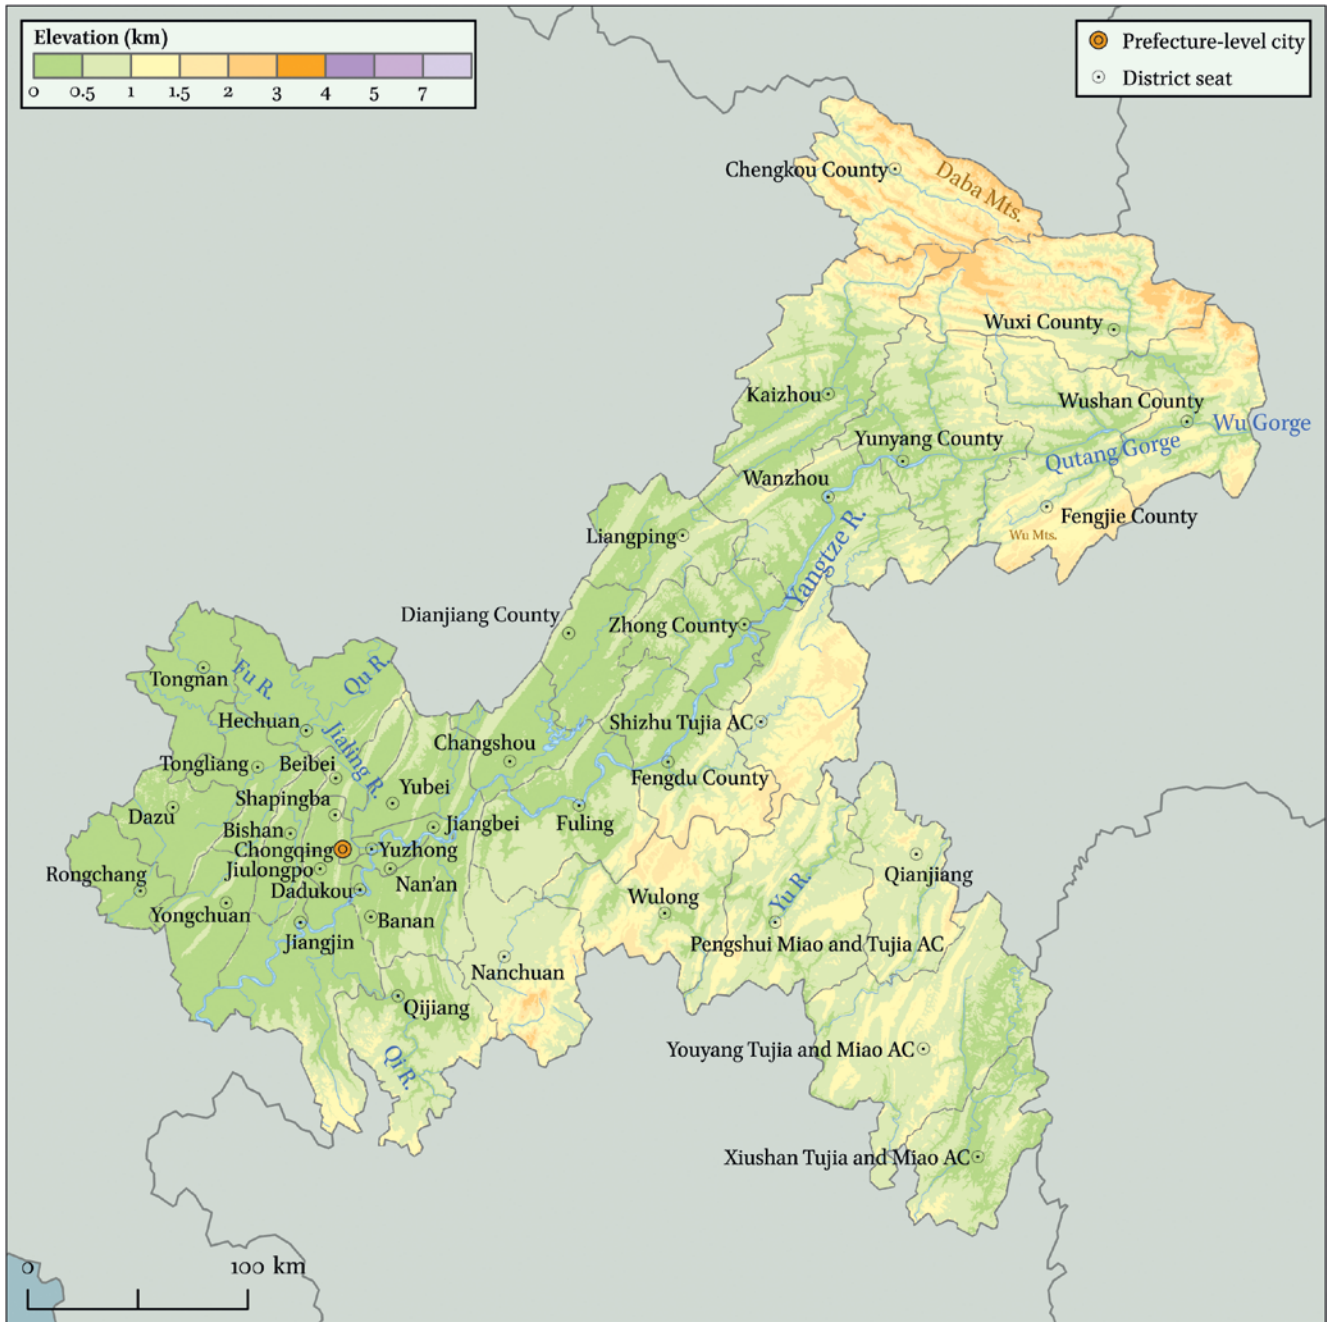 Elevation (km)
0 0.5 1 1.5 2 3 4 5 7
Prefecture-level city
District seat
Chengkou County
Daba Mts.
Wuxi County
Kaizhou
Wushan County
Wu Gorge
Yunyang County
Qutang Gorge
Wanzhou
Fengjie County
Wu Mts.
Liangping
Yangtze R.
Dianjiang County
Zhong County
Tongnan
Fu R.
Qu R.
Hechuan
Jialing R.
Shizhu Tujia AC
Changshou
Tongliang
Beibei
Fengdu County
Yubei
Shapingba
Dazu
Bishan
Jiangbei
Fuling
Chongqing
Yuzhong
Jiulongpo
Rongchang
Dadukou
Nan'an
Qianjiang
Yu R.
Wulong
Yongchuan
Banan
Jiangjin
Pengshui Miao and Tujia AC
Nanchuan
Qijiang
Youyang Tujia and Miao AC
Qi R.
Xiushan Tujia and Miao AC
0 100 km